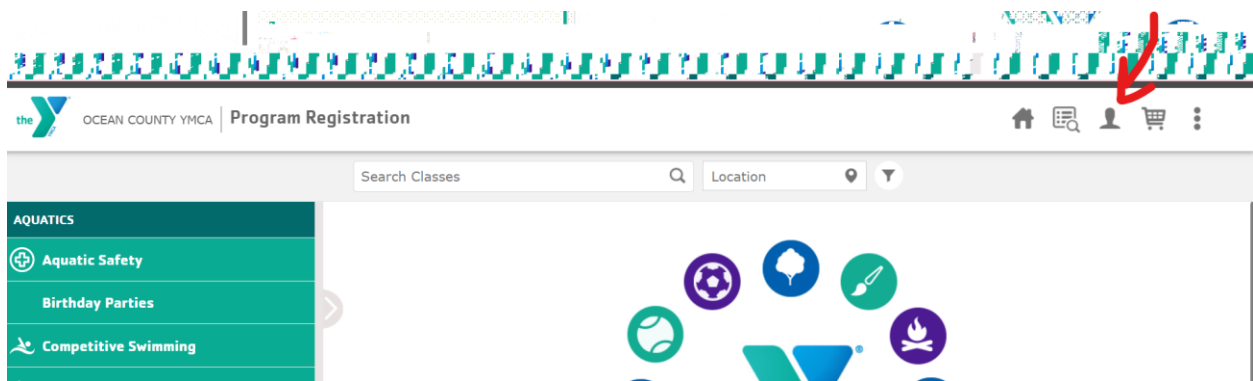 the
OCEAN COUNTY YMCA
Program Registration
Search Classes
Location
AQUATICS
Aquatic Safety
Birthday Parties
Competitive Swimming